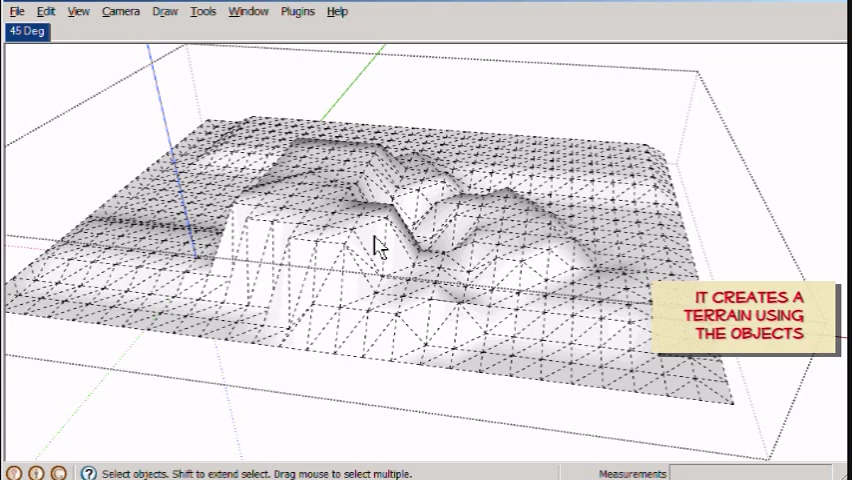 File Edit View Camera Draw Tools Window Plugins Help
45 Deg
IT CREATES A
TERRAIN USING
THE OBJECTS
Select objects. Shift to extend select. Drag mouse to select multiple.
Measurements